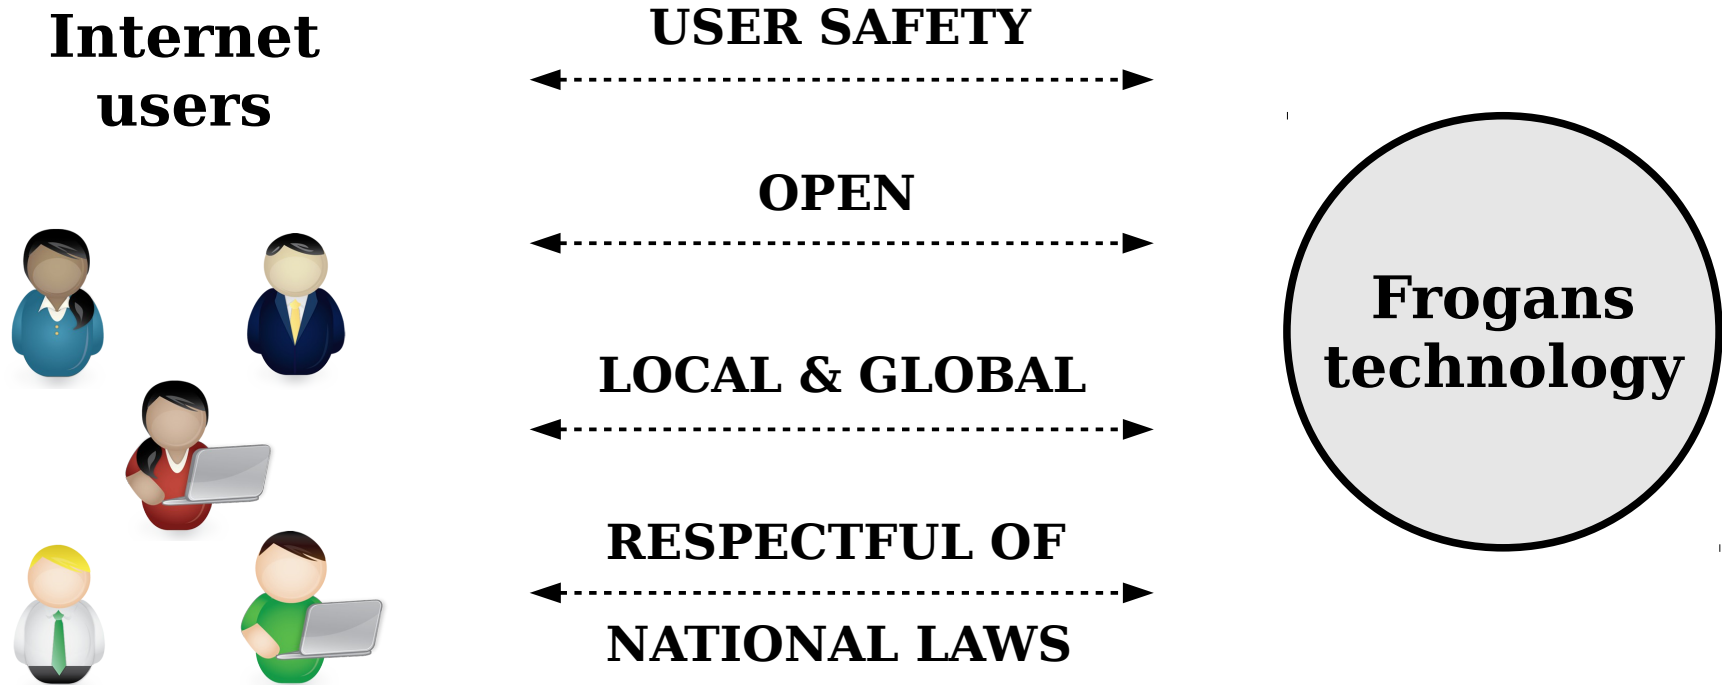 Internet
users
USER SAFETY
OPEN
LOCAL & GLOBAL
RESPECTFUL OF
NATIONAL LAWS
Frogans
technology